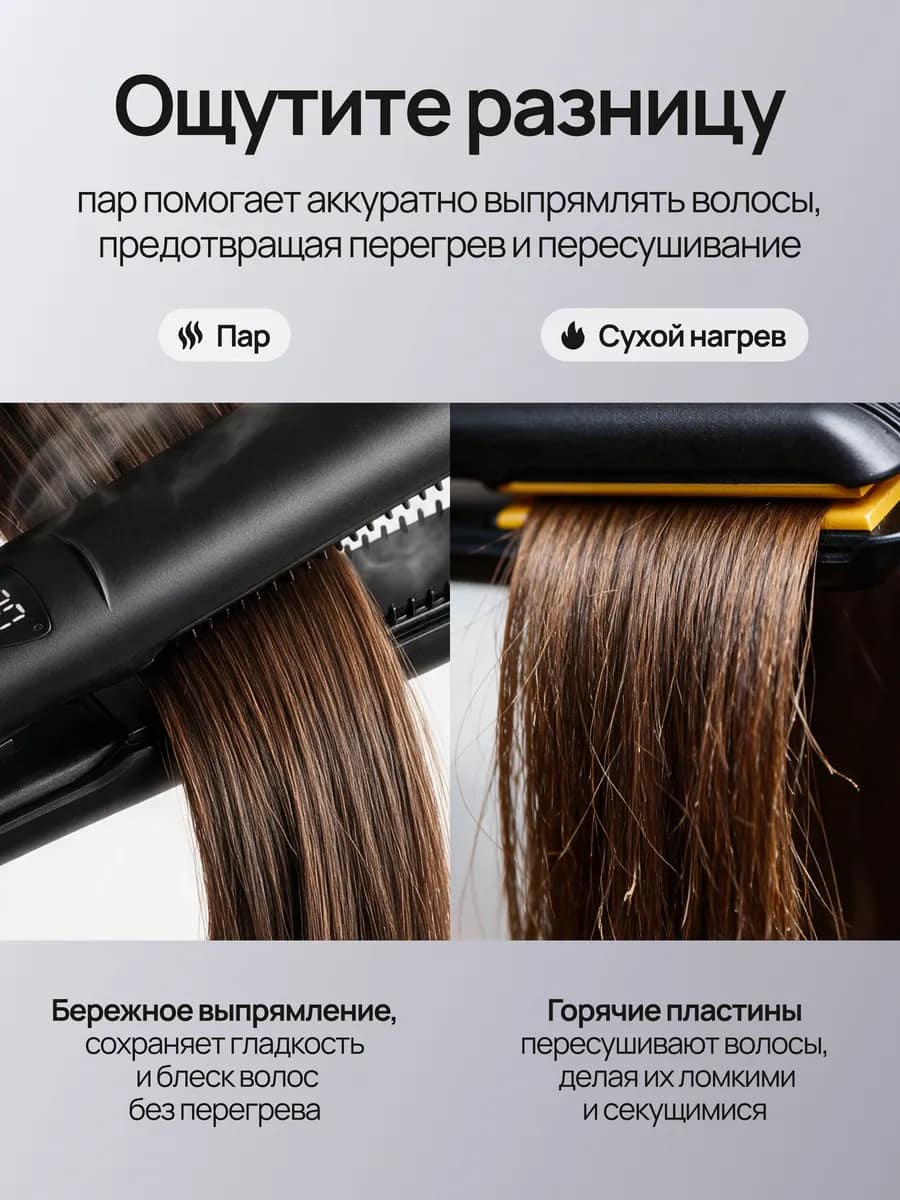 Ощутите разницу
пар помогает аккуратно выпрямлять волосы,
предотвращая перегрев и пересушивание
Пар
Сухой нагрев
Бережное выпрямление,
сохраняет гладкость
и блеск волос
без перегрева
Горячие пластины
пересушивают волосы,
делая их ломкими
и секущимися